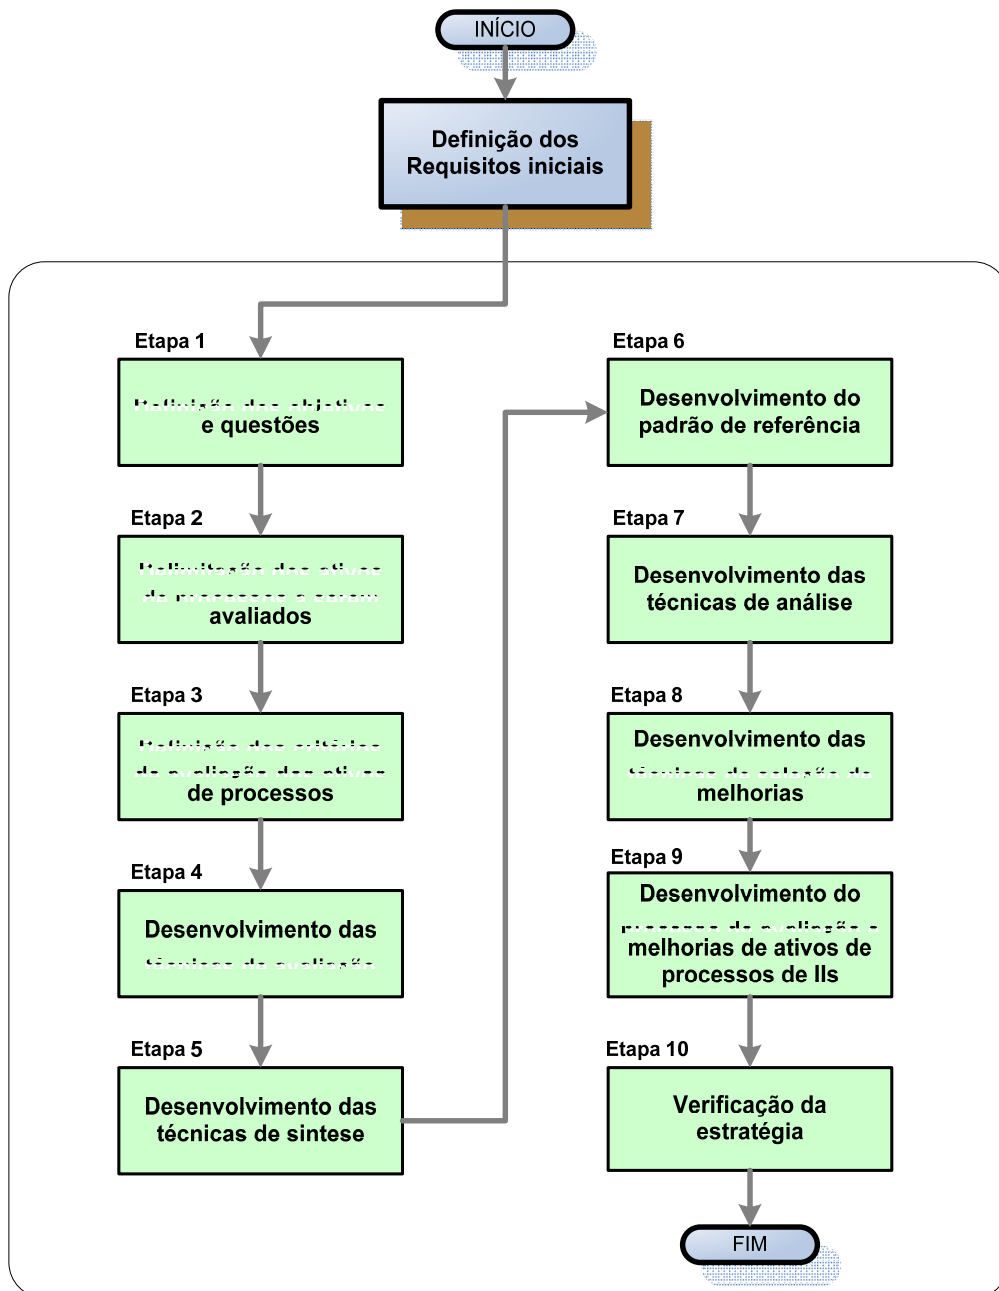 INÍCIO
Definição dos
Requisitos iniciais
Etapa 1
e questões
Etapa 2
avaliados
Etapa 3
de processos
Etapa 4
Desenvolvimento das
Etapa 5
Desenvolvimento das
técnicas de sintese
Etapa 6
Desenvolvimento do
padrão de referência
Etapa 7
Desenvolvimento das
técnicas de análise
Etapa 8
Desenvolvimento das
melhorias
Etapa 9
Desenvolvimento do
melhorias de ativos de
processos de IIs
Etapa 10
Verificação da
estratégia
FIM